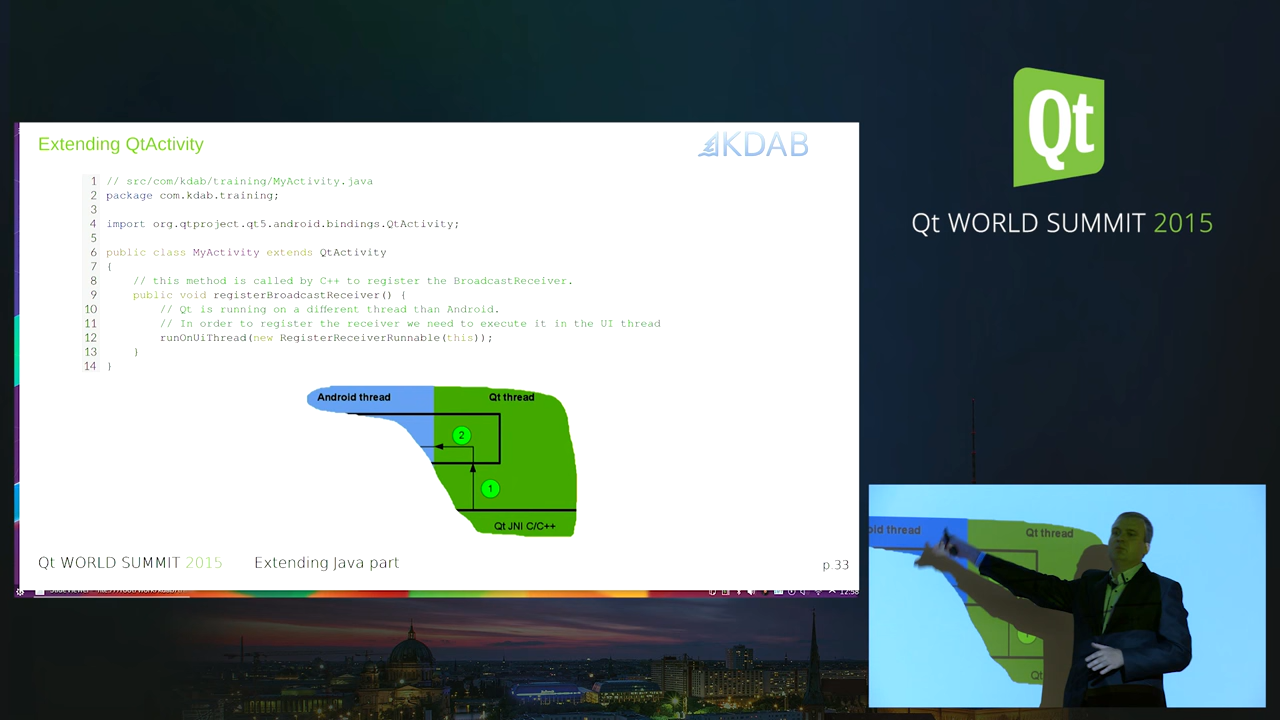 Extending QtActivity
KDAB
1 // src/com/kdab/training/MyActivity.java
2 package com.kdab.training;
3
4 import org.qtproject.qt5.android.bindings.QtActivity;
5
6 public class MyActivity extends QtActivity
7 {
8 // this method is called by C++ to register the BroadcastReceiver.
9 public void registerBroadcastReceiver() {
10 // Qt is running on a different thread than Android.
11 // In order to register the receiver we need to execute it in the UI thread
12 runOnUiThread(new RegisterReceiverRunnable(this));
13 }
14 }
Android thread
Qt thread
2
1
Qt JNI C/C++
Qt WORLD SUMMIT 2015
Extending Java part
p.33
12:58
Qt
Qt WORLD SUMMIT 2015
thread
Qt thread
Qt